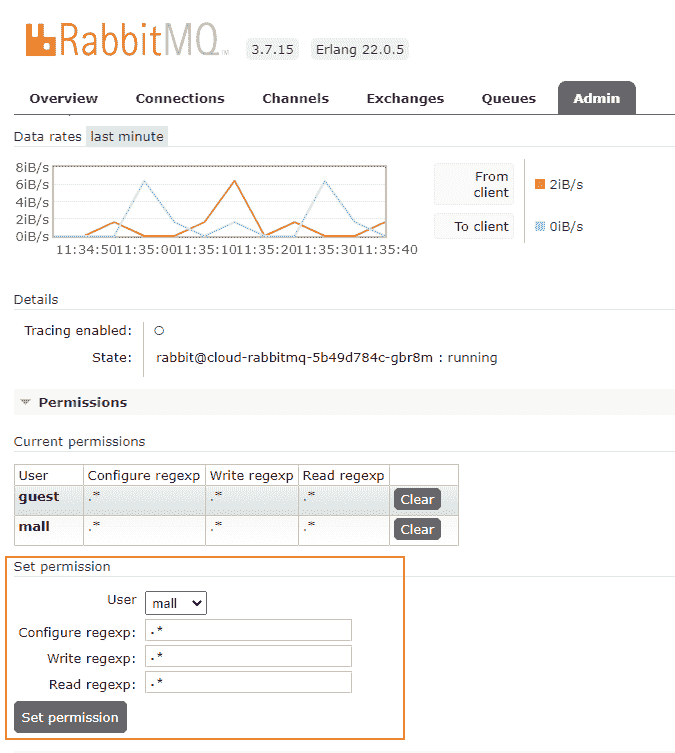 RabbitMQ TM 3.7.15 Erlang 22.0.5
Overview Connections Channels Exchanges Queues Admin
Data rates last minute
8iB/s
6iB/s
4iB/s
2iB/s
0iB/s
11:34:50 11:35:00 11:35:10 11:35:20 11:35:30 11:35:40
From
client
2iB/s
To client
0iB/s
Details
Tracing enabled:
State: rabbit@cloud-rabbitmq-5b49d784c-gbr8m : running
Permissions
Current permissions
User Configure regexp Write regexp Read regexp
guest .* .* .* Clear
mall .* .* .* Clear
Set permission
User mall
Configure regexp: .*
Write regexp: .*
Read regexp: .*
Set permission